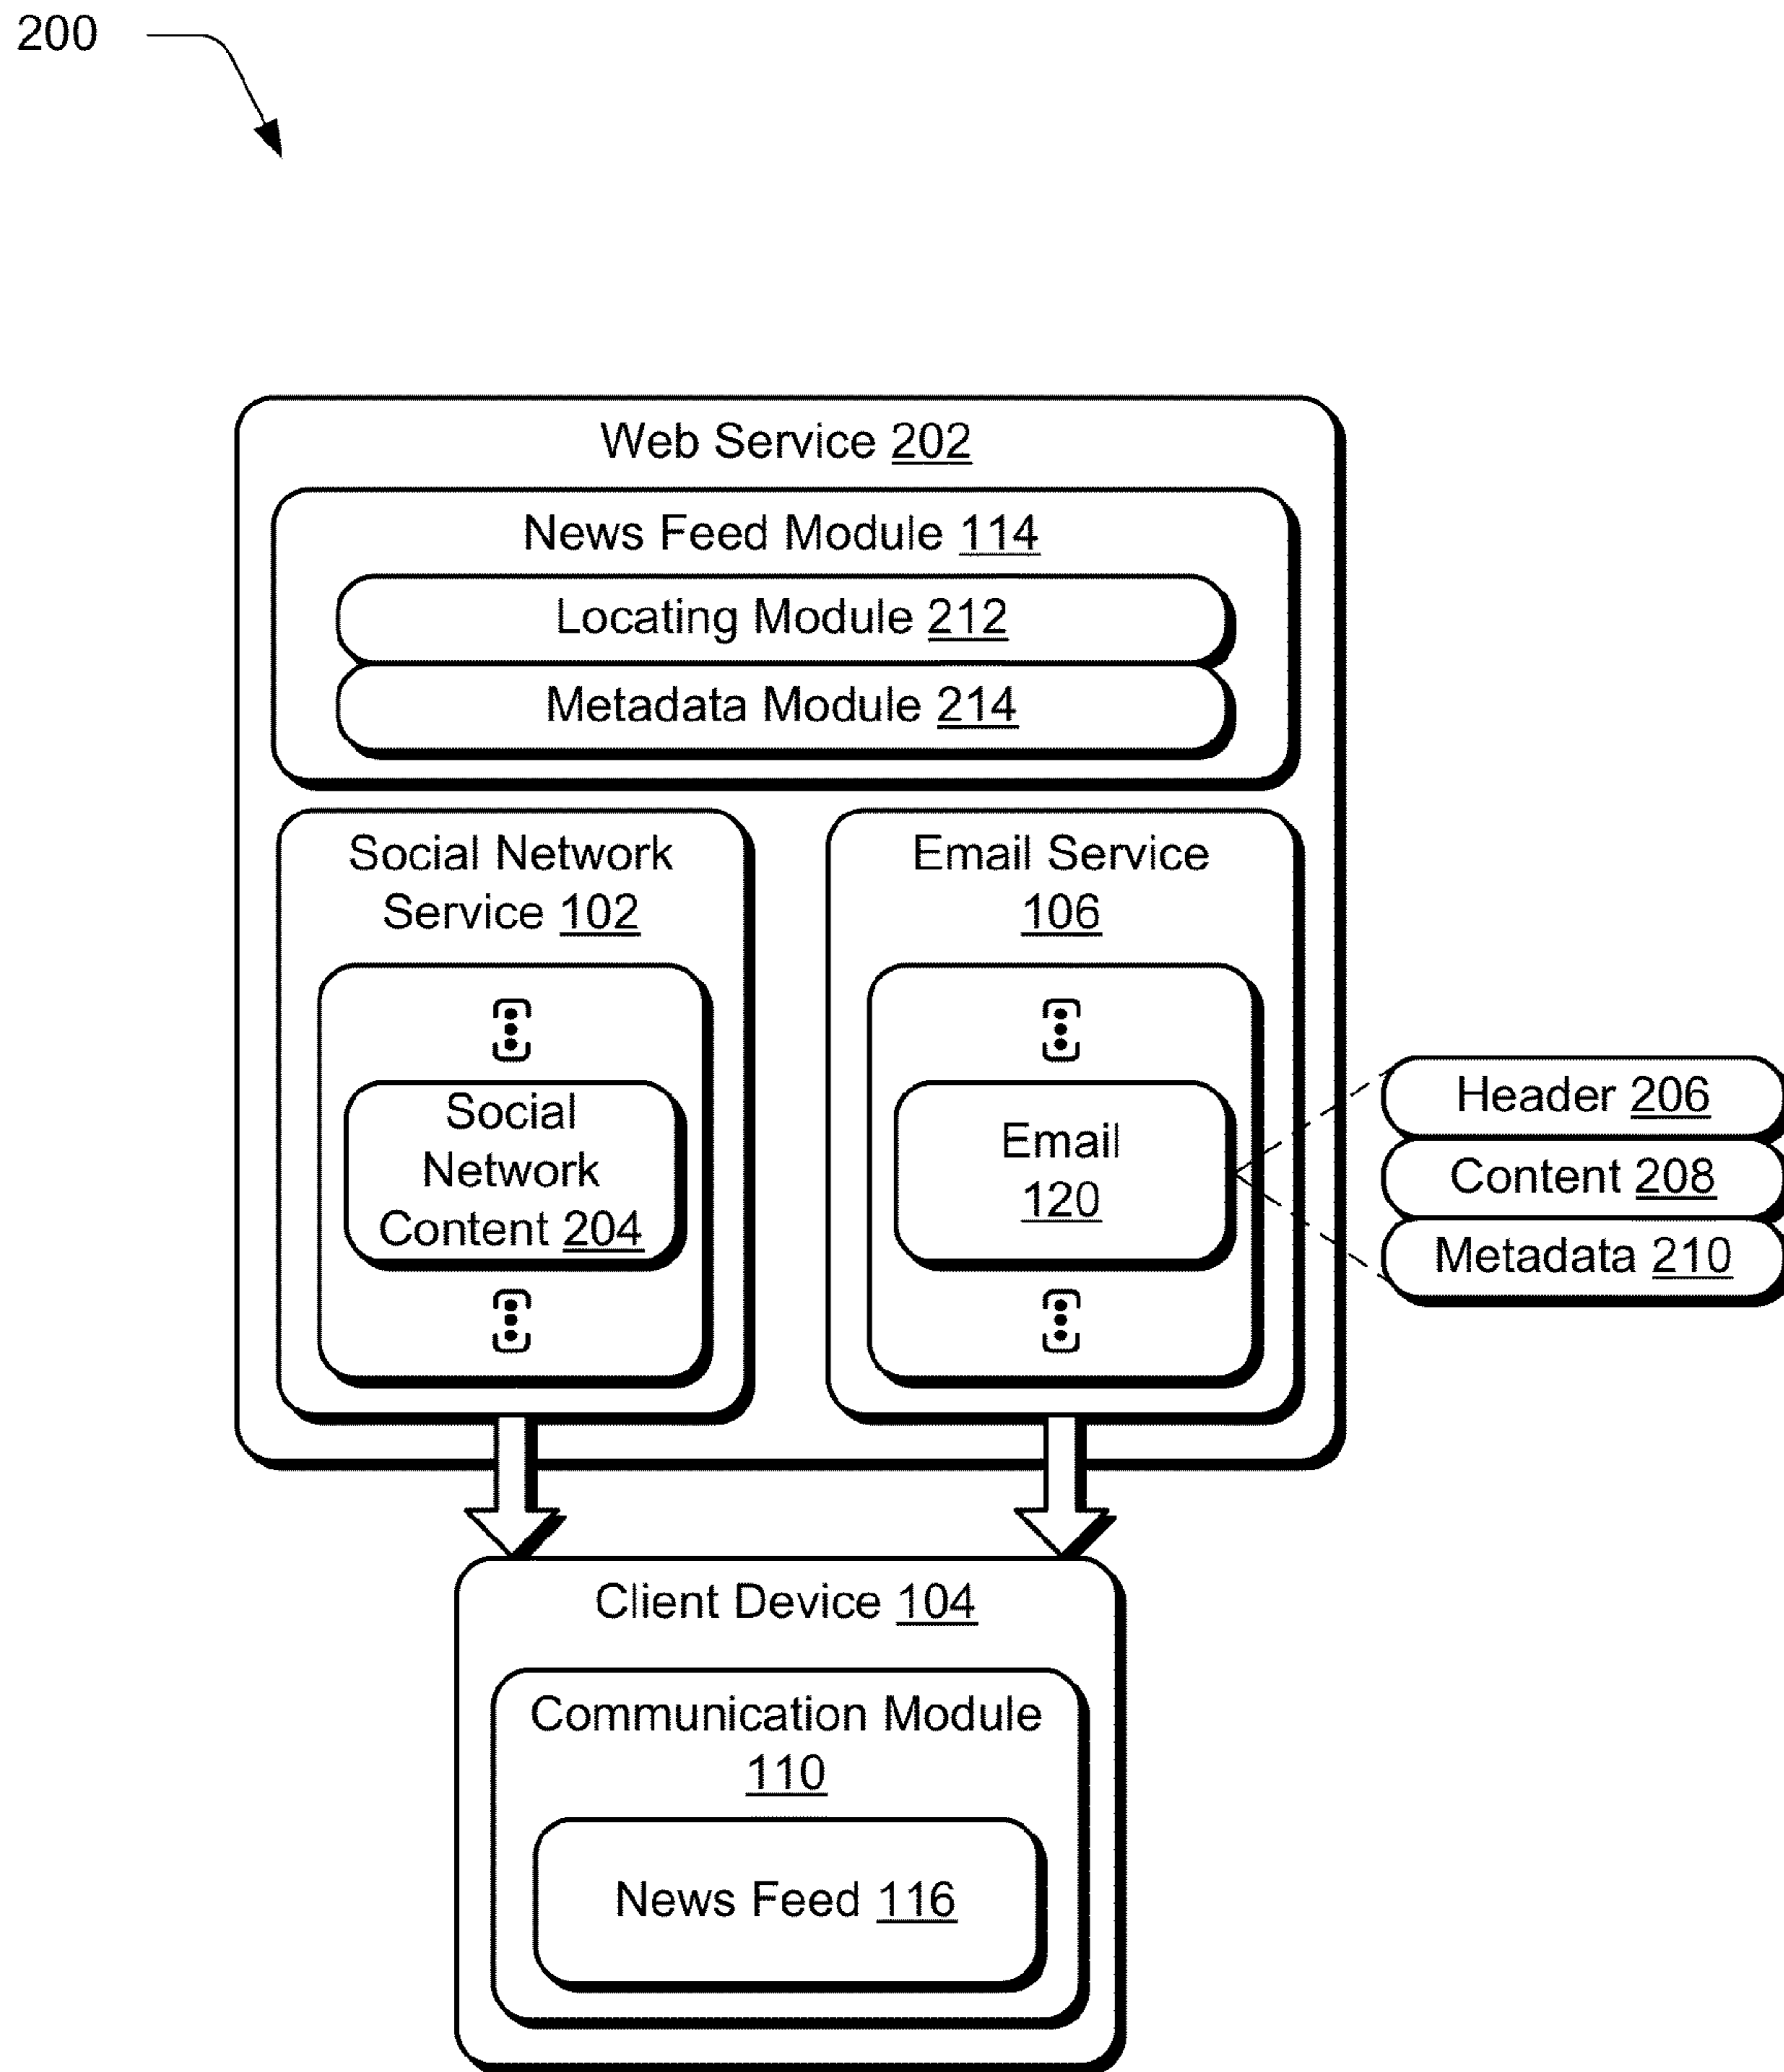 200
Web Service 202
News Feed Module 114
Locating Module 212
Metadata Module 214
Social Network
Service 102
Social
Network
Content 204
Email Service
106
Email
120
Header 206
Content 208
Metadata 210
Client Device 104
Communication Module
110
News Feed 116